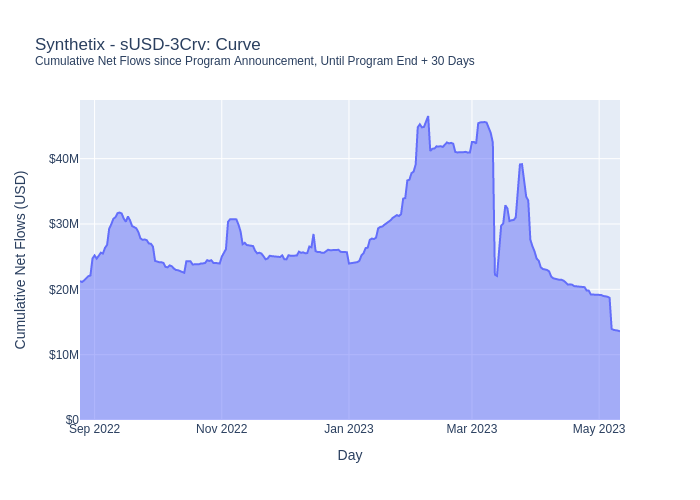 Synthetix - sUSD-3Crv: Curve
Cumulative Net Flows since Program Announcement, Until Program End + 30 Days
Cumulative Net Flows (USD)
$40M
$30M
$20M
$10M
$0
Sep 2022
Nov 2022
Jan 2023
Mar 2023
May 2023
Day